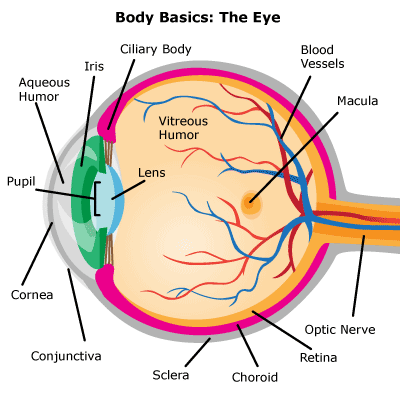 Body Basics: The Eye
Ciliary Body
Blood
Vessels
Iris
Aqueous
Humor
Macula
Vitreous
Humor
Lens
Pupil
Cornea
Optic Nerve
Conjunctiva
Retina
Sclera
Choroid